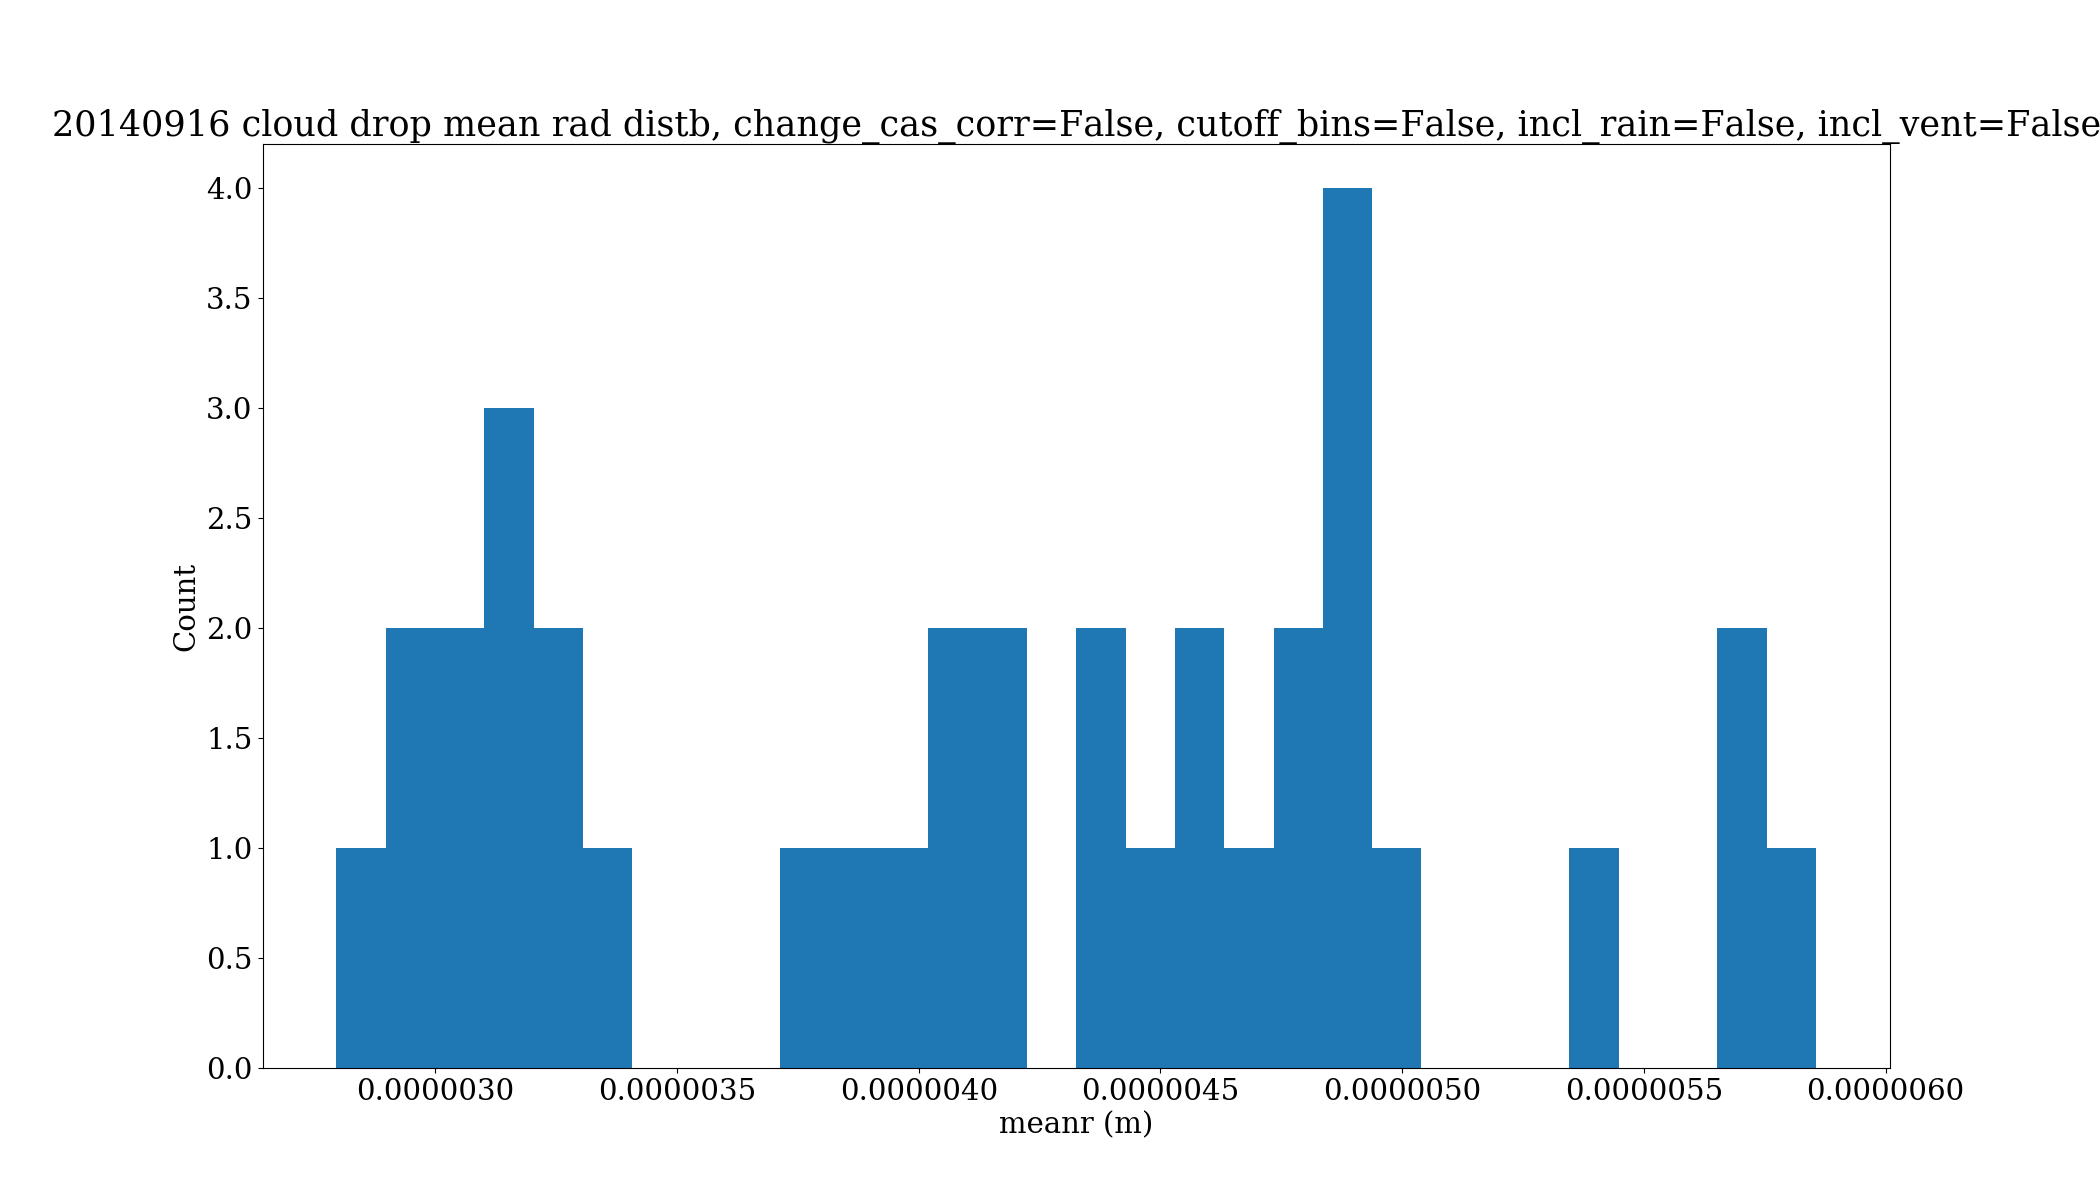 20140916 cloud drop mean rad distb, change_cas_corr=False, cutoff_bins=False, incl_rain=False, incl_vent=False
4.0
3.5
3.0
2.5
2.0
1.5
1.0
0.5
0.0
Count
0.0000030 0.0000035 0.0000040 0.0000045 0.0000050 0.0000055 0.0000060
meanr (m)